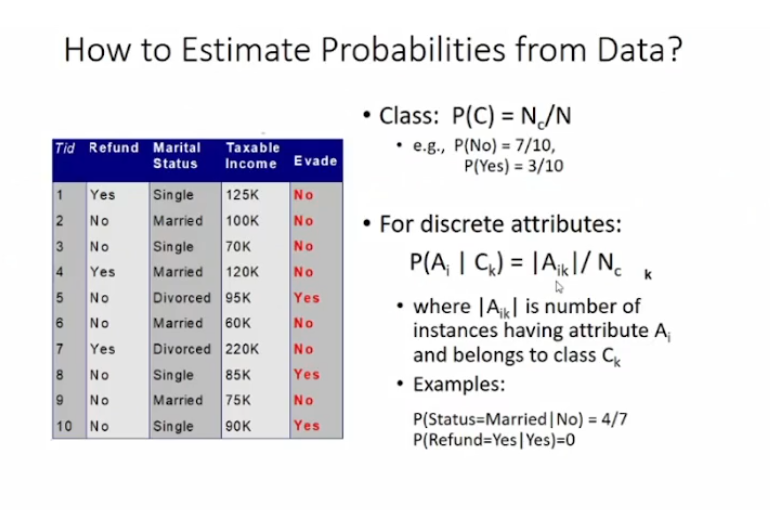 How to Estimate Probabilities from Data?
Tid Refund Marital Status Taxable Income Evade
1 Yes Single 125K No
2 No Married 100K No
3 No Single 70K No
4 Yes Married 120K No
5 No Divorced 95K Yes
6 No Married 60K No
7 Yes Divorced 220K No
8 No Single 85K Yes
9 No Married 75K No
10 No Single 90K Yes
• Class: P(C) = Nc/N
• e.g., P(No) = 7/10,
P(Yes) = 3/10
• For discrete attributes:
P(Ai | Ck) = |Aik|/ Nc k
• where |Aik| is number of
instances having attribute Ai
and belongs to class Ck
• Examples:
P(Status=Married|No) = 4/7
P(Refund=Yes|Yes)=0